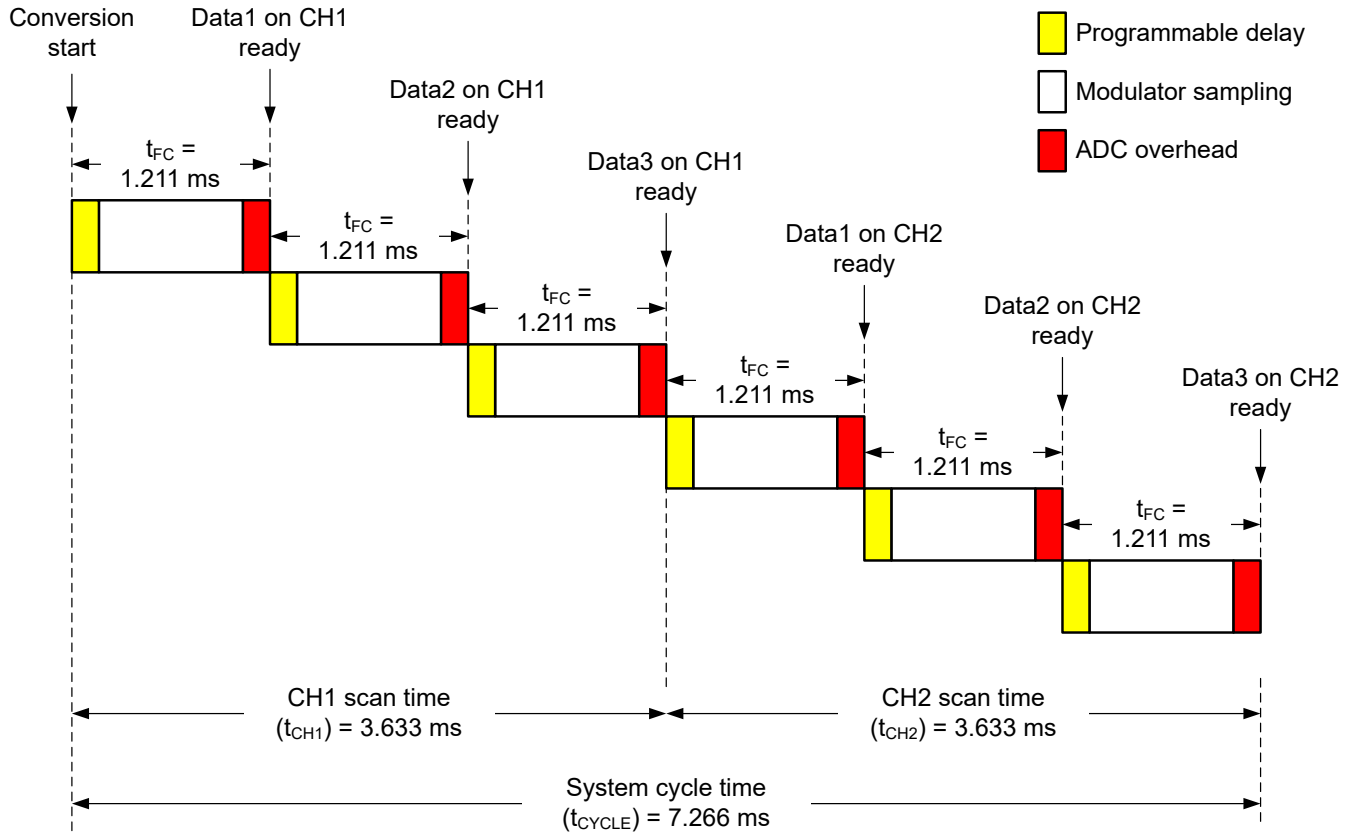 Conversion
start
Data1 on CH1
ready
Data2 on CH1
ready
Data3 on CH1
ready
Data1 on CH2
ready
Data2 on CH2
ready
Data3 on CH2
ready
Programmable delay
Modulator sampling
ADC overhead
tFC =
1.211 ms
tFC =
1.211 ms
tFC =
1.211 ms
tFC =
1.211 ms
tFC =
1.211 ms
tFC =
1.211 ms
CH1 scan time
(tCH1) = 3.633 ms
CH2 scan time
(tCH2) = 3.633 ms
System cycle time
(tCYCLE) = 7.266 ms